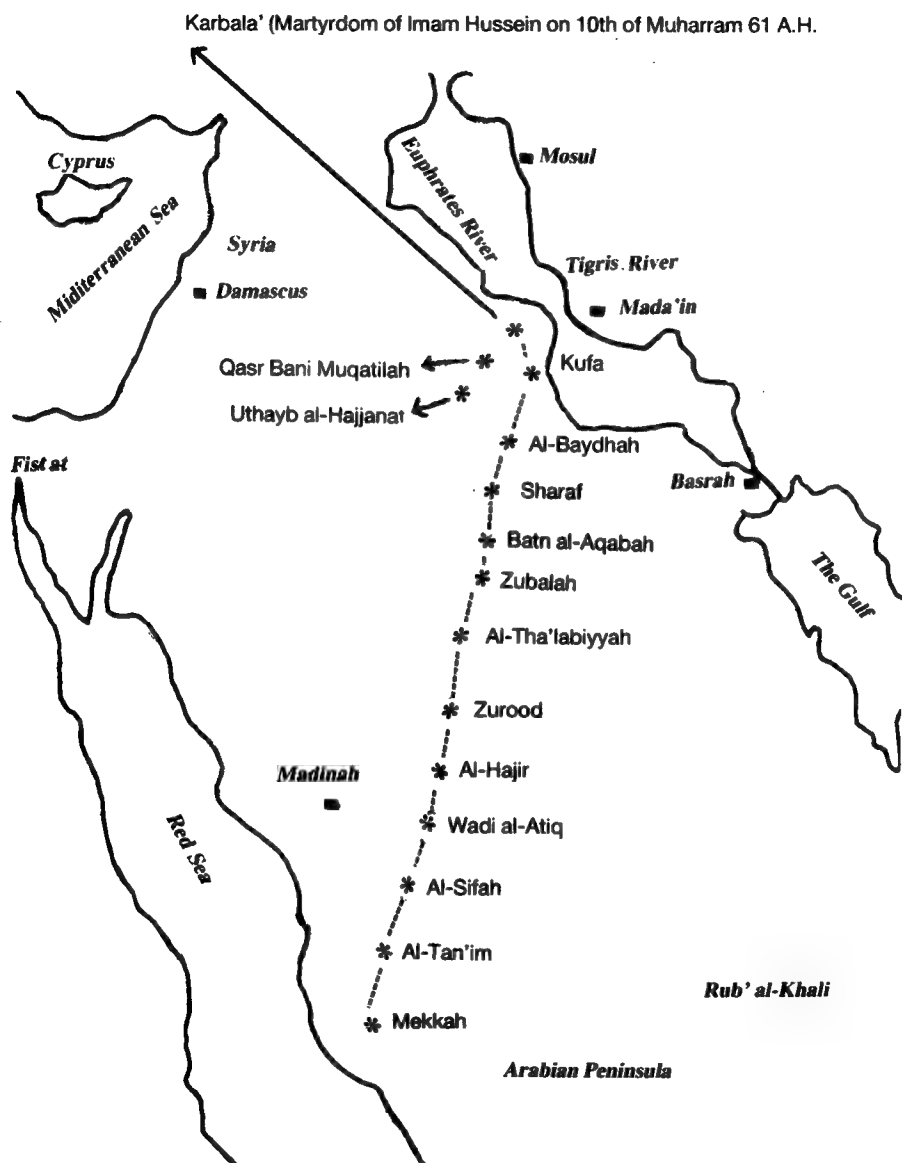 Karbala' (Martyrdom of Imam Hussein on 10th of Muharram 61 A.H.
Euphrates River
Mosul
Cyprus
Miditerranean Sea
Syria
Tigris River
Damascus
Mada'in
Qasr Bani Muqatilah
Kufa
Uthayb al-Hajjanat
Al-Baydhah
Fistat
Basrah
Sharaf
Batn al-Aqabah
The Gulf
Zubalah
Al-Tha'labiyyah
Zurood
Madinah
Al-Hajir
Red Sea
Wadi al-Atiq
Al-Sifah
Al-Tan'im
Rub' al-Khali
Mekkah
Arabian Peninsula